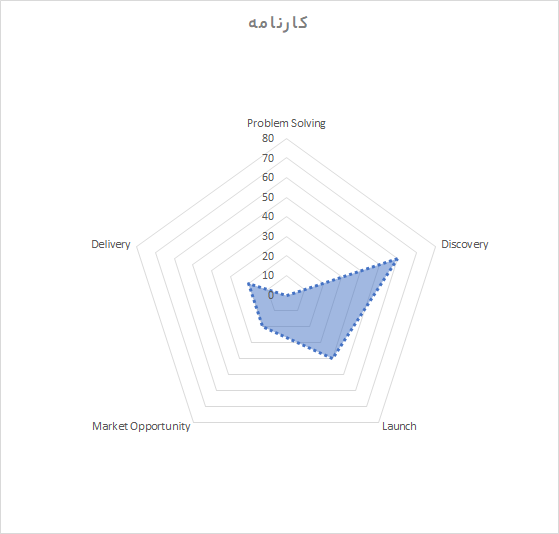 کارنامه
Problem Solving
80
70
60
50
40
30
20
10
0
Delivery
Discovery
Market Opportunity
Launch